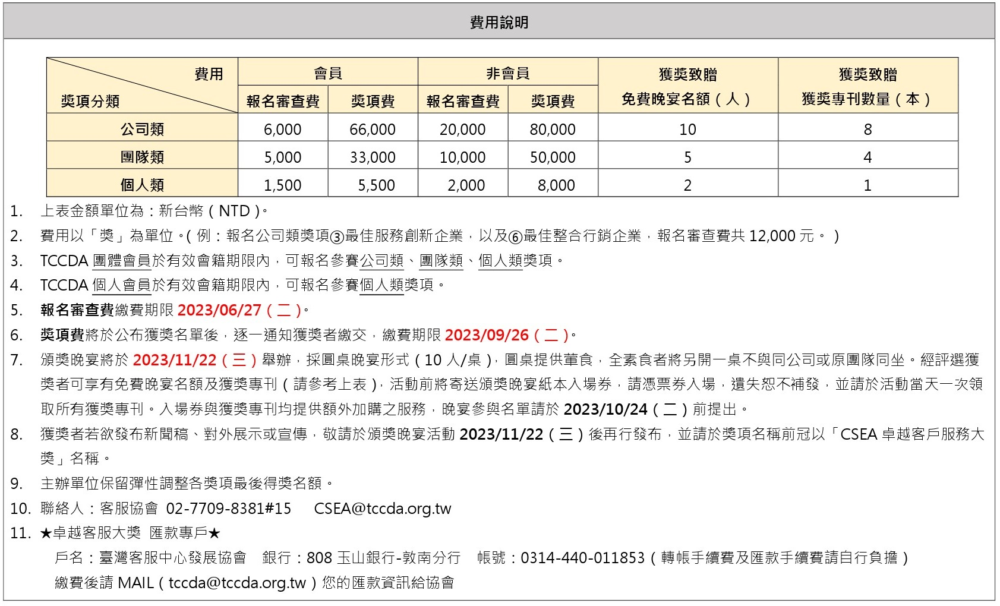 費用說明
費用 會員 非會員 獲獎致贈 獲獎致贈
獎項分類 報名審查費 獎項費 報名審查費 獎項費 免費晚宴名額（人） 獲獎專刊數量（本）
公司類 6,000 66,000 20,000 80,000 10 8
團隊類 5,000 33,000 10,000 50,000 5 4
個人類 1,500 5,500 2,000 8,000 2 1
1. 上表金額單位為：新台幣（NTD）。
2. 費用以「獎」為單位。（例：報名公司類獎項③最佳服務創新企業，以及⑥最佳整合行銷企業，報名審查費共 12,000 元。）
3. TCCDA 團體會員於有效會籍期限內，可報名參賽公司類、團隊類、個人類獎項。
4. TCCDA 個人會員於有效會籍期限內，可報名參賽個人類獎項。
5. 報名審查費繳費期限 2023/06/27（二）。
6. 獎項費將於公布獲獎名單後，逐一通知獲獎者繳交，繳費期限 2023/09/26（二）。
7. 頒獎晚宴將於 2023/11/22（三）舉辦，採圓桌晚宴形式（10 人/桌），圓桌提供葷食，全素食者將另開一桌不與同公司或原團隊同坐。經評選獲
獎者可享有免費晚宴名額及獲獎專刊（請參考上表），活動前將寄送頒獎晚宴紙本入場券，請憑票券入場，遺失恕不補發，並請於活動當天一次領
取所有獲獎專刊。入場券與獲獎專刊均提供額外加購之服務，晚宴參與名單請於 2023/10/24（二）前提出。
8. 獲獎者若欲發布新聞稿、對外展示或宣傳，敬請於頒獎晚宴活動 2023/11/22（三）後再行發布，並請於獎項名稱前冠以「CSEA 卓越客戶服務大
獎」名稱。
9. 主辦單位保留彈性調整各獎項最後得獎名額。
10. 聯絡人：客服協會 02-7709-8381#15 CSEA@tccda.org.tw
11. ★卓越客服大獎 匯款專戶★
戶名：臺灣客服中心發展協會 銀行：808 玉山銀行-敦南分行 帳號：0314-440-011853（轉帳手續費及匯款手續費請自行負擔）
繳費後請 MAIL（tccda@tccda.org.tw）您的匯款資訊給協會